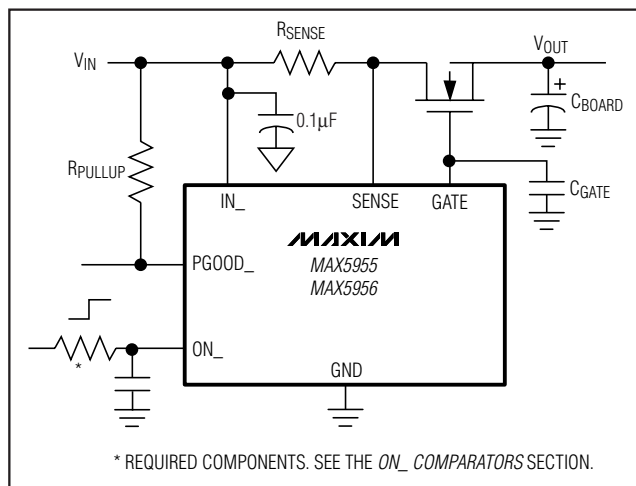 RSENSE
VIN
VOUT
+
CBOARD
0.1µF
RPULLUP
CGATE
IN_
SENSE
GATE
MAXIM
PGOOD_
MAX5955
MAX5956
ON_
*
GND
* REQUIRED COMPONENTS. SEE THE ON_ COMPARATORS SECTION.